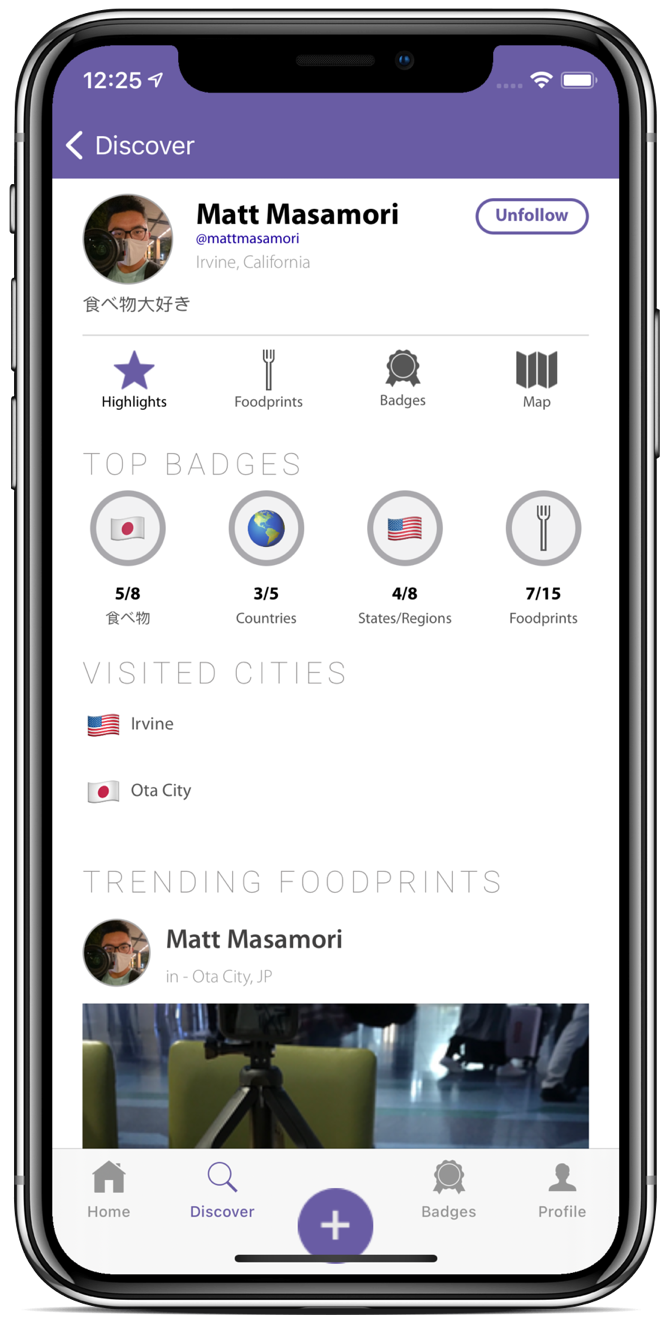 12:25
Discover
Matt Masamori
Unfollow
@mattmasamori
Irvine, California
食べ物大好き
Highlights
Foodprints
Badges
Map
TOP BADGES
5/8
3/5
4/8
7/15
食べ物
Countries
States/Regions
Foodprints
VISITED CITIES
Irvine
Ota City
TRENDING FOODPRINTS
Matt Masamori
in - Ota City, JP
Home
Discover
Badges
Profile